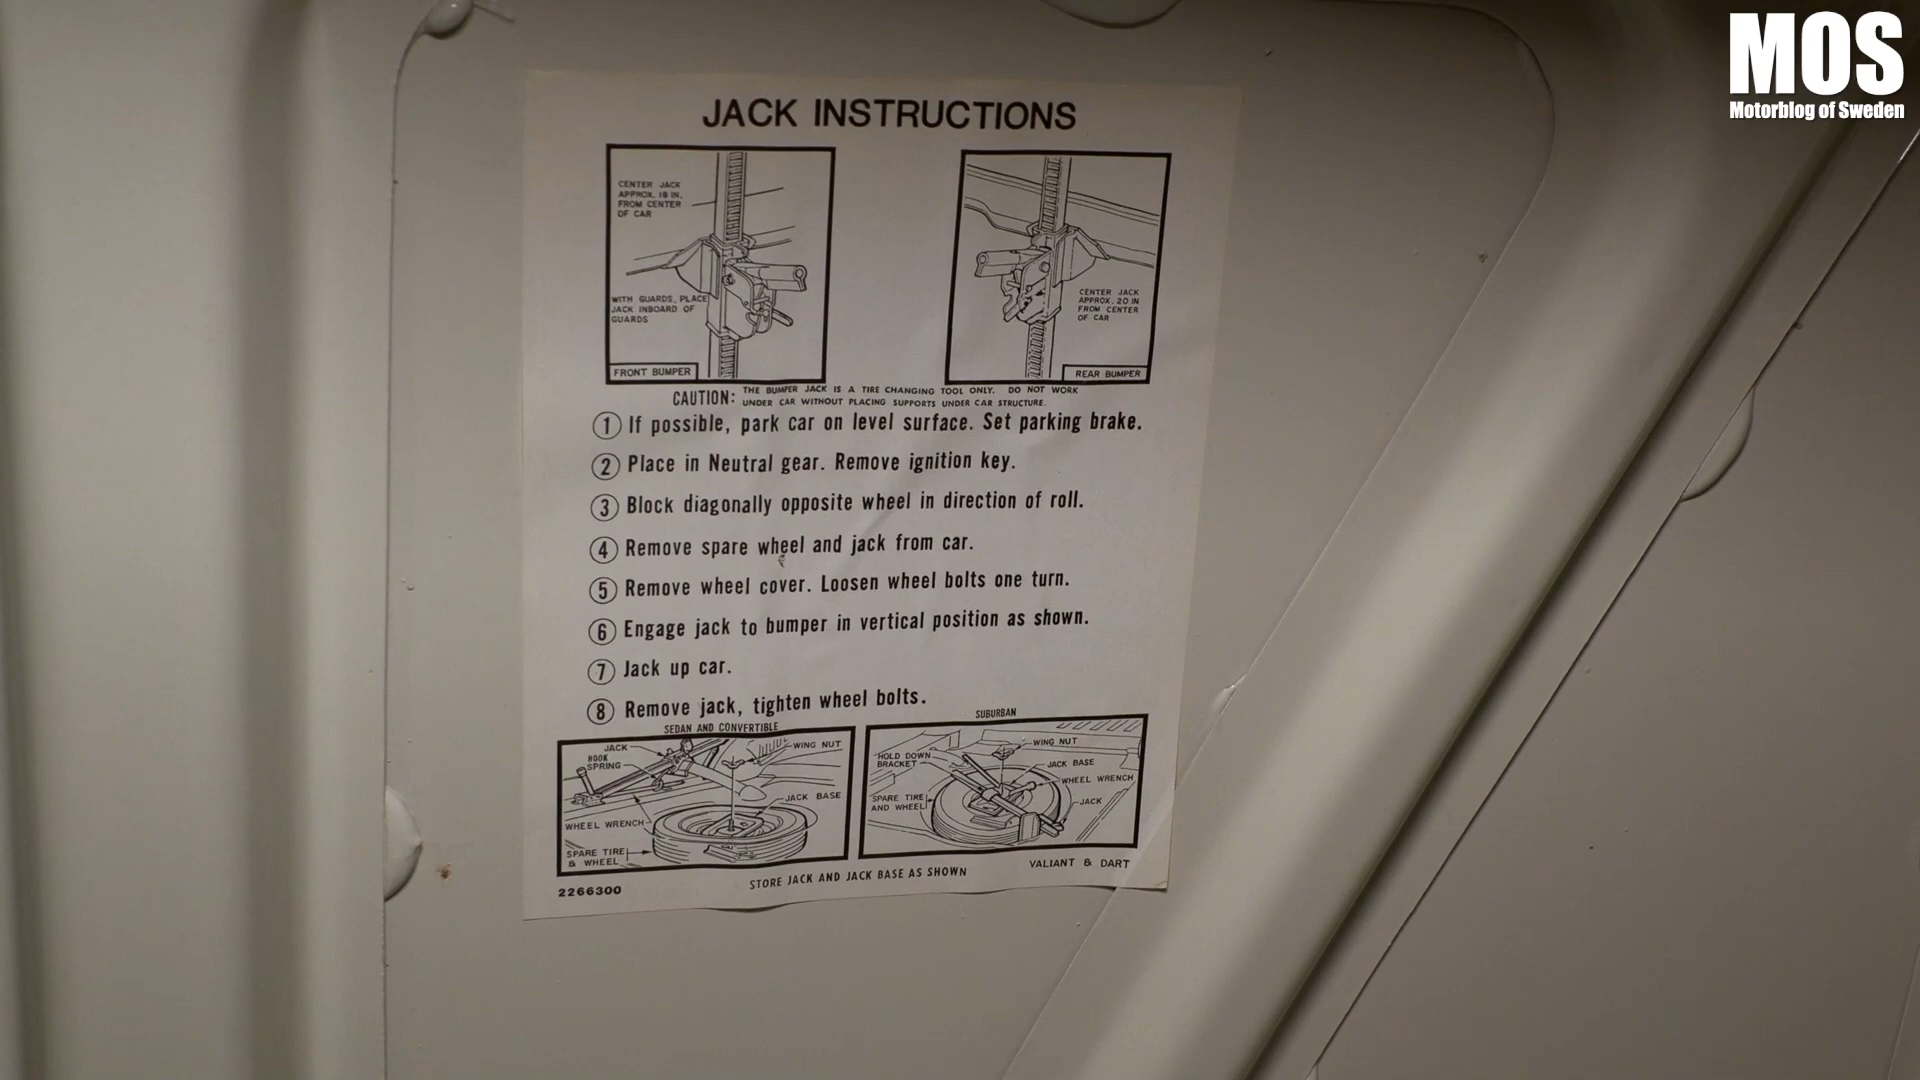 MOS
Motorblog of Sweden
JACK INSTRUCTIONS
CENTER JACK
APPROX. 18 IN.
FROM CENTER
OF CAR
WITH GUARDS, PLACE
JACK INBOARD OF
GUARDS
FRONT BUMPER
CENTER JACK
APPROX. 20 IN
FROM CENTER
OF CAR
REAR BUMPER
CAUTION: THE BUMPER JACK IS A TIRE CHANGING TOOL ONLY. DO NOT WORK
UNDER CAR WITHOUT PLACING SUPPORTS UNDER CAR STRUCTURE.
1 If possible, park car on level surface. Set parking brake.
2 Place in Neutral gear. Remove ignition key.
3 Block diagonally opposite wheel in direction of roll.
4 Remove spare wheel and jack from car.
5 Remove wheel cover. Loosen wheel bolts one turn.
6 Engage jack to bumper in vertical position as shown.
7 Jack up car.
8 Remove jack, tighten wheel bolts.
SEDAN AND CONVERTIBLE
JACK
HOOK
SPRING
WING NUT
JACK BASE
WHEEL WRENCH
SPARE TIRE
& WHEEL
SUBURBAN
WING NUT
HOLD DOWN
BRACKET
JACK BASE
WHEEL WRENCH
SPARE TIRE
AND WHEEL
JACK
2266300
STORE JACK AND JACK BASE AS SHOWN
VALIANT & DART